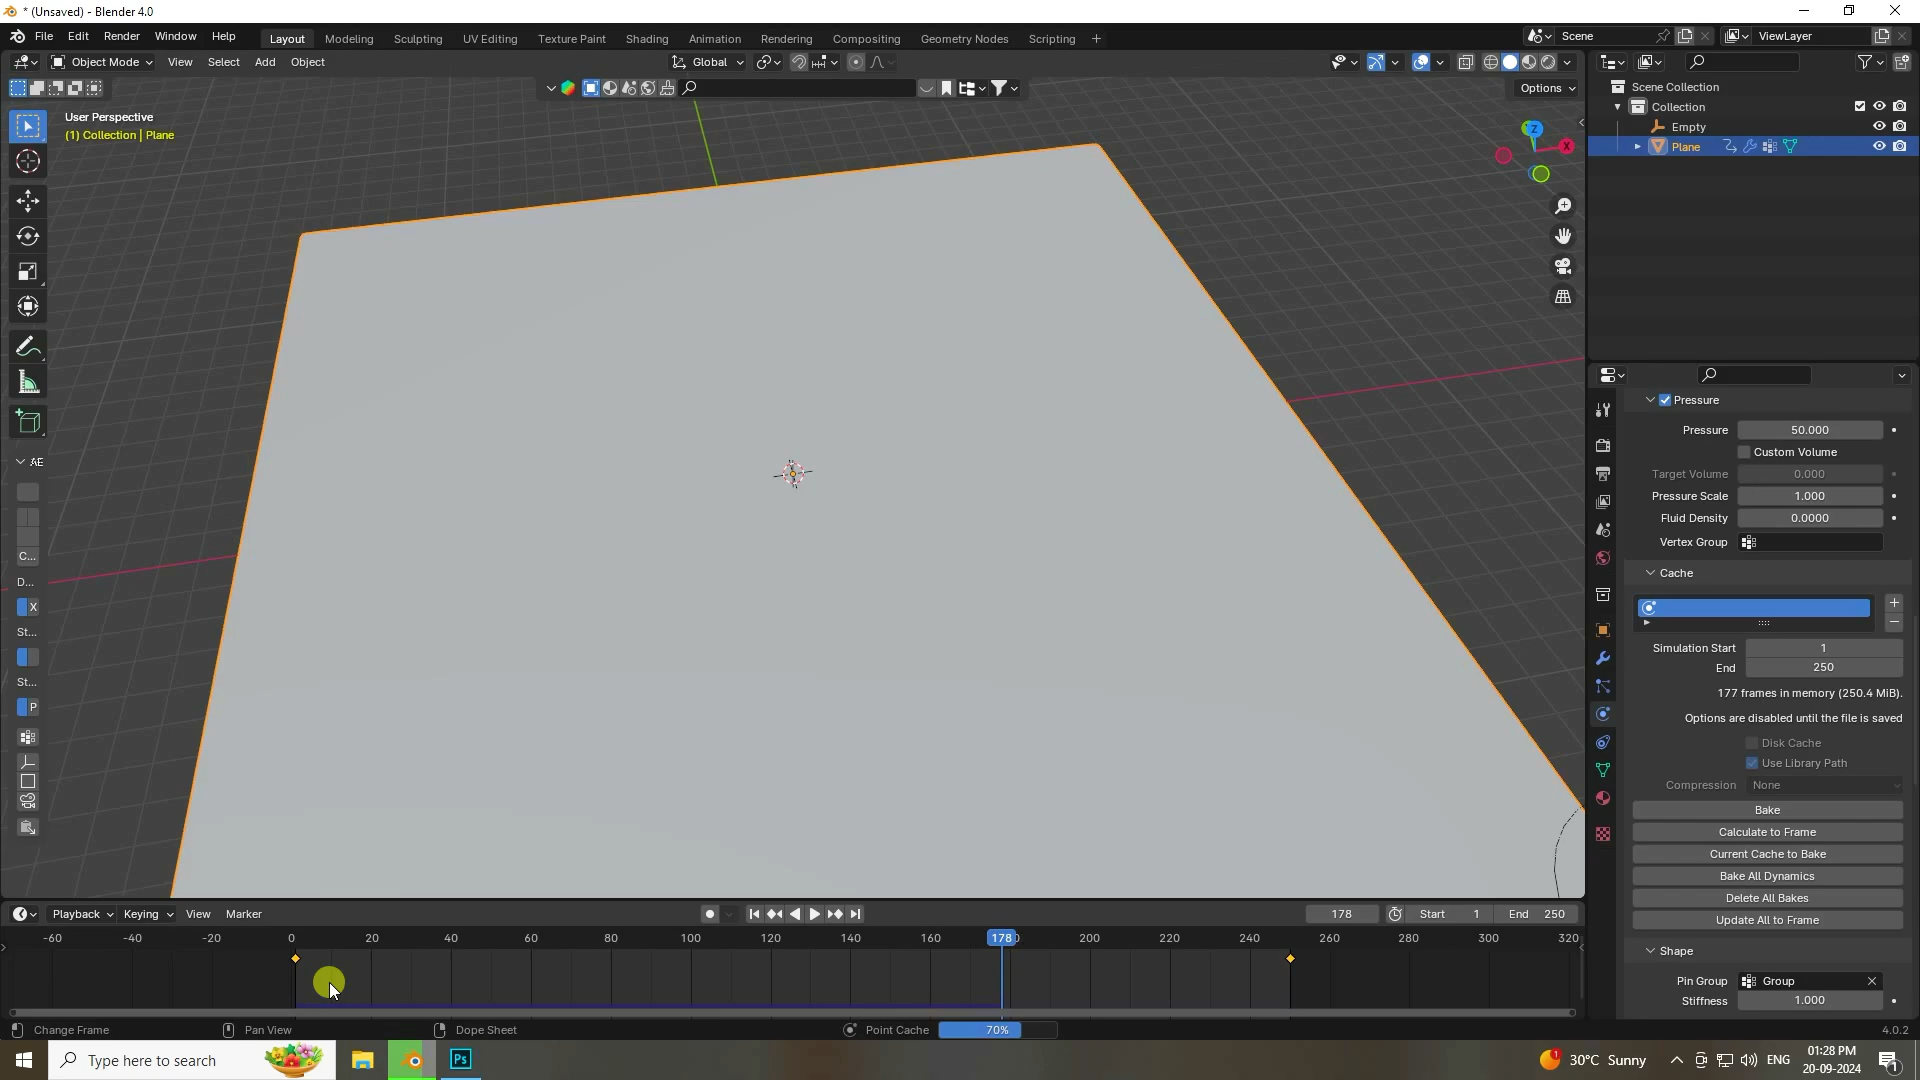 * (Unsaved) - Blender 4.0
File Edit Render Window Help
Layout Modeling Sculpting UV Editing Texture Paint Shading Animation Rendering Compositing Geometry Nodes Scripting +
Scene
ViewLayer
Object Mode View Select Add Object
Global
Options
User Perspective
(1) Collection | Plane
Z
X
Scene Collection
Collection
Empty
Plane
AE
C...
D...
X
St...
St...
P
Pressure
Pressure 50.000
Custom Volume
Target Volume 0.000
Pressure Scale 1.000
Fluid Density 0.0000
Vertex Group
Cache
Simulation Start 1
End 250
177 frames in memory (250.4 MiB).
Options are disabled until the file is saved
Disk Cache
Use Library Path
Compression None
Bake
Calculate to Frame
Current Cache to Bake
Bake All Dynamics
Delete All Bakes
Update All to Frame
Shape
Pin Group Group
Stiffness 1.000
Playback Keying View Marker
178 Start 1 End 250
-60 -40 -20 0 20 40 60 80 100 120 140 160 178 200 220 240 260 280 300 320
Change Frame Pan View Dope Sheet Point Cache 70% 4.0.2
Type here to search
Ps
30°C Sunny
ENG
01:28 PM
20-09-2024
1